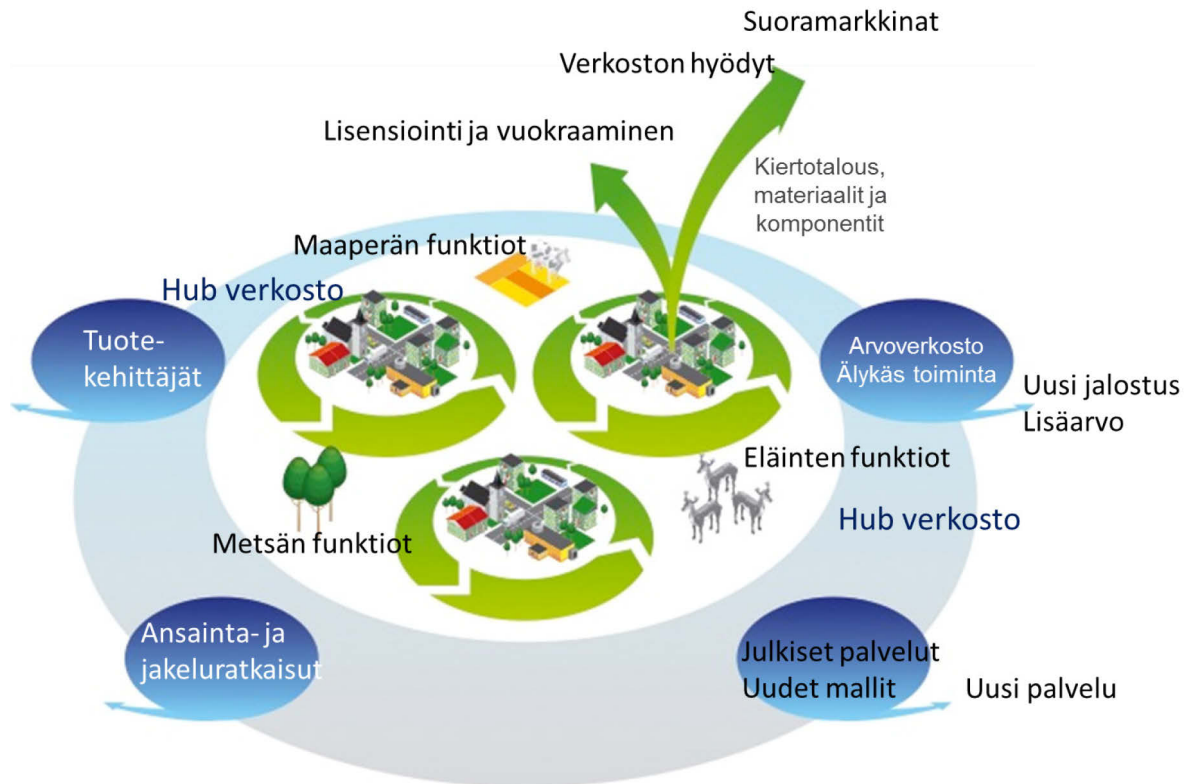 Suoramarkkinat
Verkoston hyödyt
Lisensiointi ja vuokraaminen
Kiertotalous,
materiaalit ja
komponentit
Maaperän funktiot
Hub verkosto
Tuote-
kehittäjät
Arvoverkosto
Älykäs toiminta
Uusi jalostus
Lisäarvo
Eläinten funktiot
Hub verkosto
Metsän funktiot
Ansainta- ja
jakeluratkaisut
Julkiset palvelut
Uudet mallit
Uusi palvelu